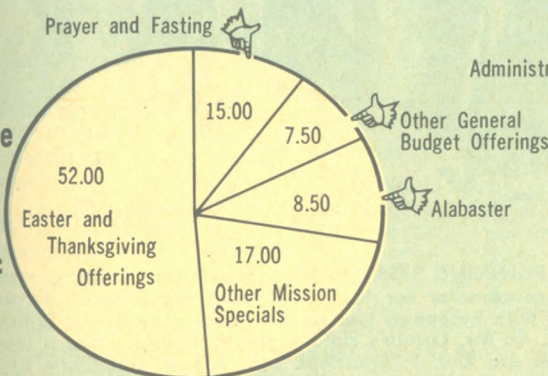 Prayer and Fasting
Administr
15.00
Other General
Budget Offerings
7.50
52.00
8.50
Alabaster
Easter and
Thanksgiving
Offerings
17.00
Other Mission
Specials